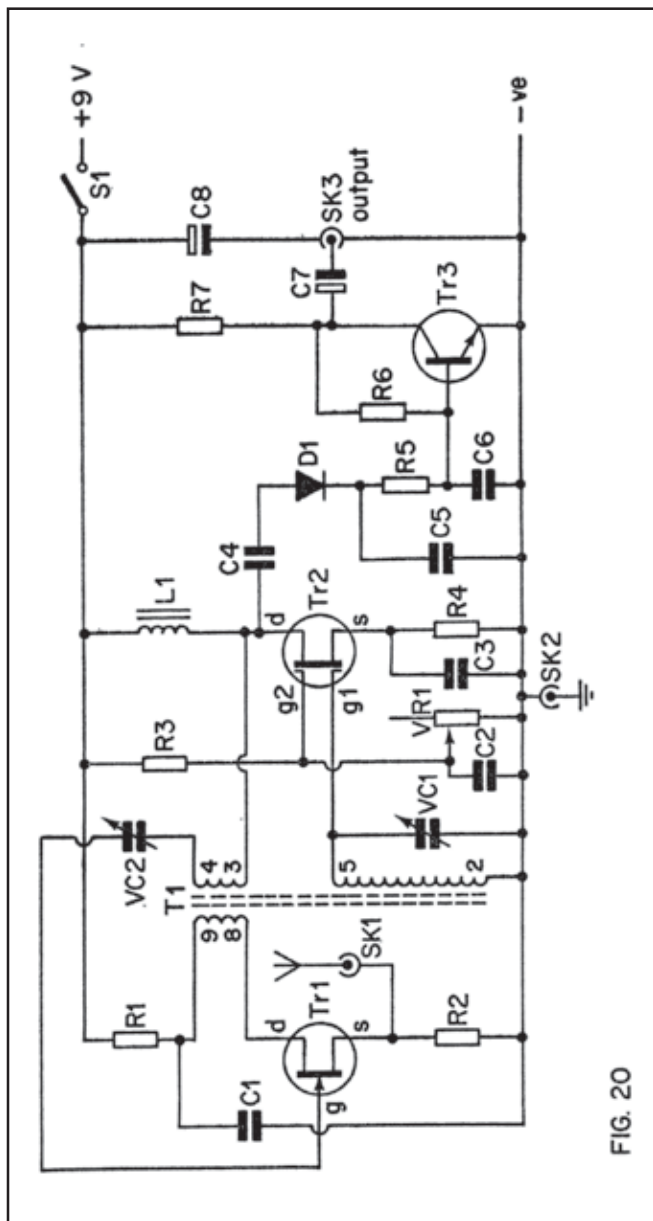 +9 V
S1
VC2
R1
T1
R3
L1
R7
C8
9
4
8
3
C4
C7
SK3
output
C1
d
Tr1
g
s
SK1
d
Tr2
g2
g1
s
D1
R6
Tr3
5
2
VC1
VR1
C2
C3
R4
C5
R5
C6
R2
SK2
-ve
FIG. 20